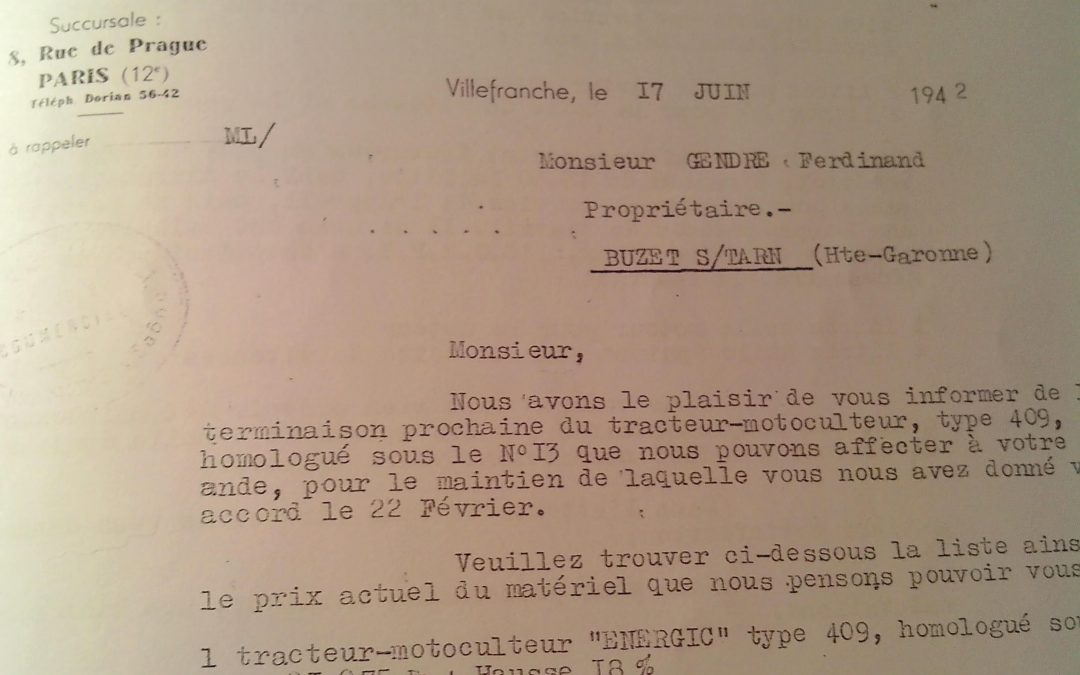 Succursale :
8, Rue de Prague
PARIS (12e)
Téléph Dorian 56-42
à rappeler ML/
Villefranche, le 17 JUIN 1942
Monsieur GENDRE Ferdinand
Propriétaire.-
BUZET S/TARN (Hte-Garonne)
Monsieur,
Nous avons le plaisir de vous informer de
terminaison prochaine du tracteur-motoculteur, type 409,
homologué sous le N° I3 que nous pouvons affecter à votre
ande, pour le maintien de laquelle vous nous avez donné
accord le 22 Février.
Veuillez trouver ci-dessous la liste ains
le prix actuel du matériel que nous pensons pouvoir vous
1 tracteur-motoculteur "ENERGIC" type 409, homologué so
Hausse I8 %